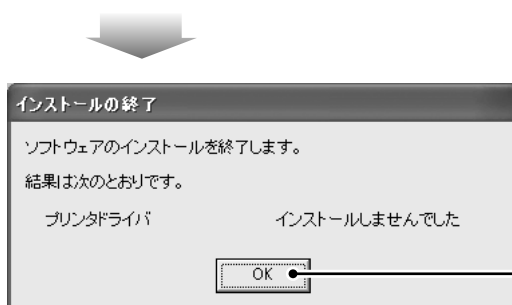 インストールの終了
ソフトウェアのインストールを終了します。
結果は次のとおりです。
プリンタドライバ インストールしませんでした
OK